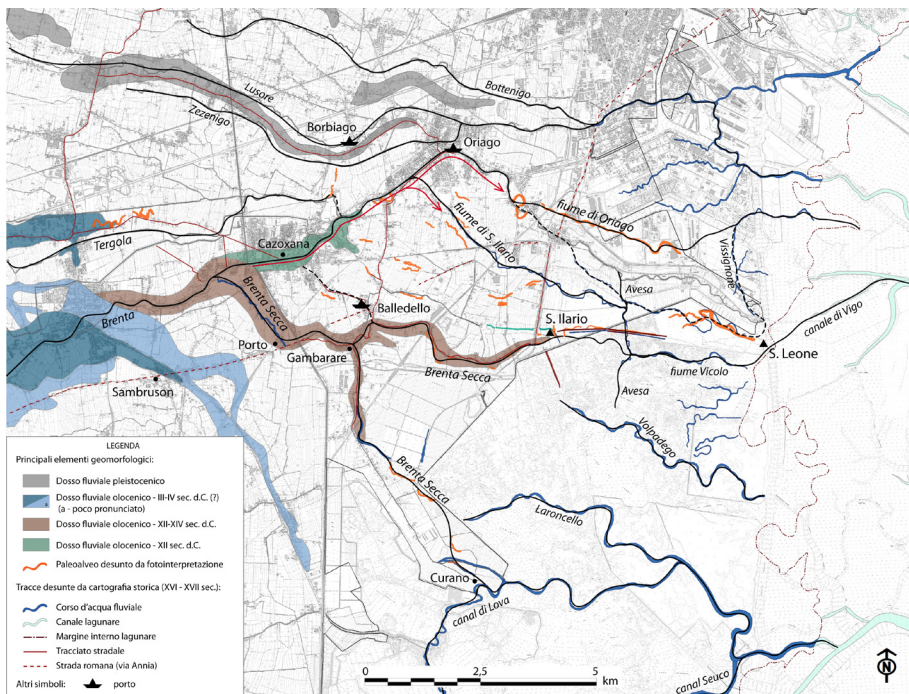 Bottenigo
Lusore
Zezenigo
Borbiago
Oriago
fiume di Oriago
fiume di S. Ilario
Vissignone
Tergola
Cazoxana
Avesa
Brenta Secca
Balledello
Brenta
S. Ilario
canale di Vigo
Porto
Gambarare
S. Leone
Brenta Secca
fiume Vicolo
Sambruson
Avesa
Volpadego
Brenta Secca
Laroncello
Curano
canal di Lova
canal Seuco
LEGENDA
Principali elementi geomorfologici:
Dosso fluviale pleistocenico
Dosso fluviale olocenico - III-IV sec. d.C. (?)
(a - poco pronunciato)
a
Dosso fluviale olocenico - XII-XIV sec. d.C.
Dosso fluviale olocenico - XII sec. d.C.
Paleoalveo desunto da fotointerpretazione
Tracce desunte da cartografia storica (XVI - XVII sec.):
Corso d'acqua fluviale
Canale lagunare
Margine interno lagunare
Tracciato stradale
Strada romana (via Annia)
Altri simboli: porto
0 2,5 5
km
N